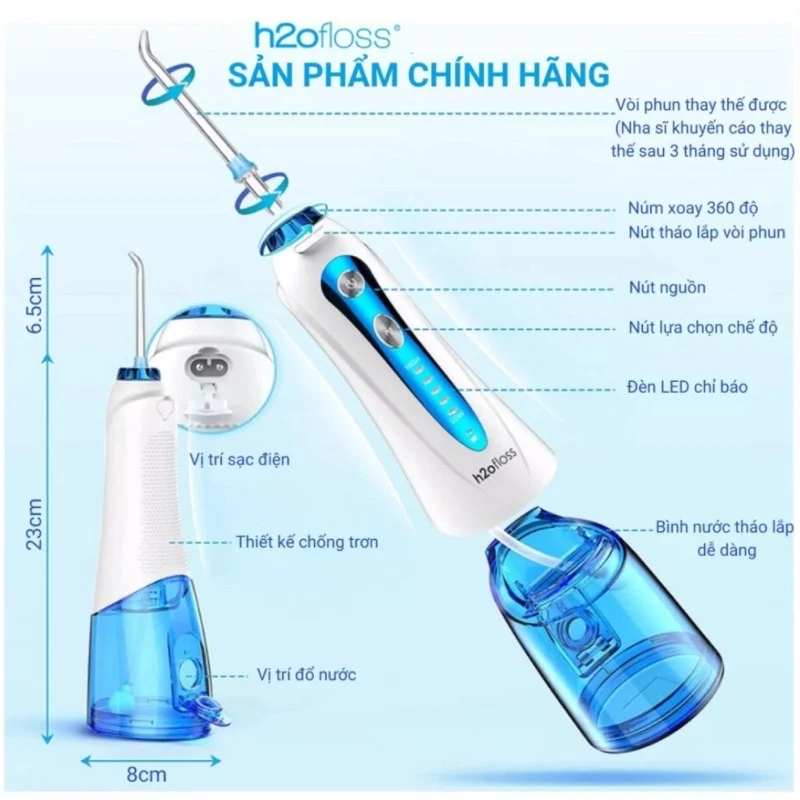 h2ofloss®
SẢN PHẨM CHÍNH HÃNG
Vòi phun thay thế được
(Nha sĩ khuyến cáo thay
thế sau 3 tháng sử dụng)
Núm xoay 360 độ
Nút tháo lắp vòi phun
Nút nguồn
Nút lựa chọn chế độ
Đèn LED chỉ báo
h2ofloss
Bình nước tháo lắp
dễ dàng
6.5cm
Vị trí sạc điện
23cm
Thiết kế chống trơn
Vị trí đổ nước
8cm